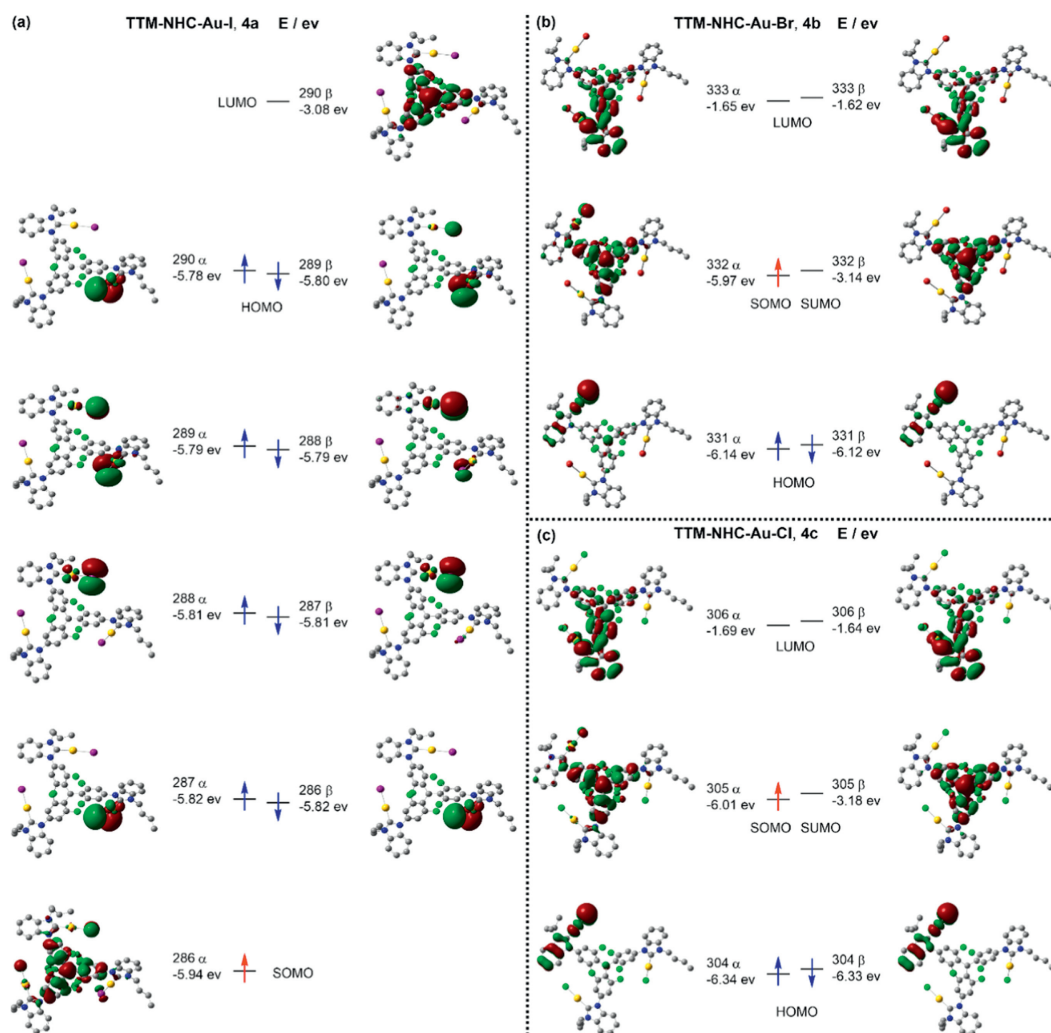 (a) TTM-NHC-Au-I, 4a E / ev
LUMO
290 β
-3.08 ev
290 α
-5.78 ev
289 β
-5.80 ev
HOMO
289 α
-5.79 ev
288 β
-5.79 ev
288 α
-5.81 ev
287 β
-5.81 ev
287 α
-5.82 ev
286 β
-5.82 ev
286 α
-5.94 ev
SOMO
(b) TTM-NHC-Au-Br, 4b E / ev
333 α
-1.65 ev
333 β
-1.62 ev
LUMO
332 α
-5.97 ev
332 β
-3.14 ev
SOMO SUMO
331 α
-6.14 ev
331 β
-6.12 ev
HOMO
(c) TTM-NHC-Au-Cl, 4c E / ev
306 α
-1.69 ev
306 β
-1.64 ev
LUMO
305 α
-6.01 ev
305 β
-3.18 ev
SOMO SUMO
304 α
-6.34 ev
304 β
-6.33 ev
HOMO